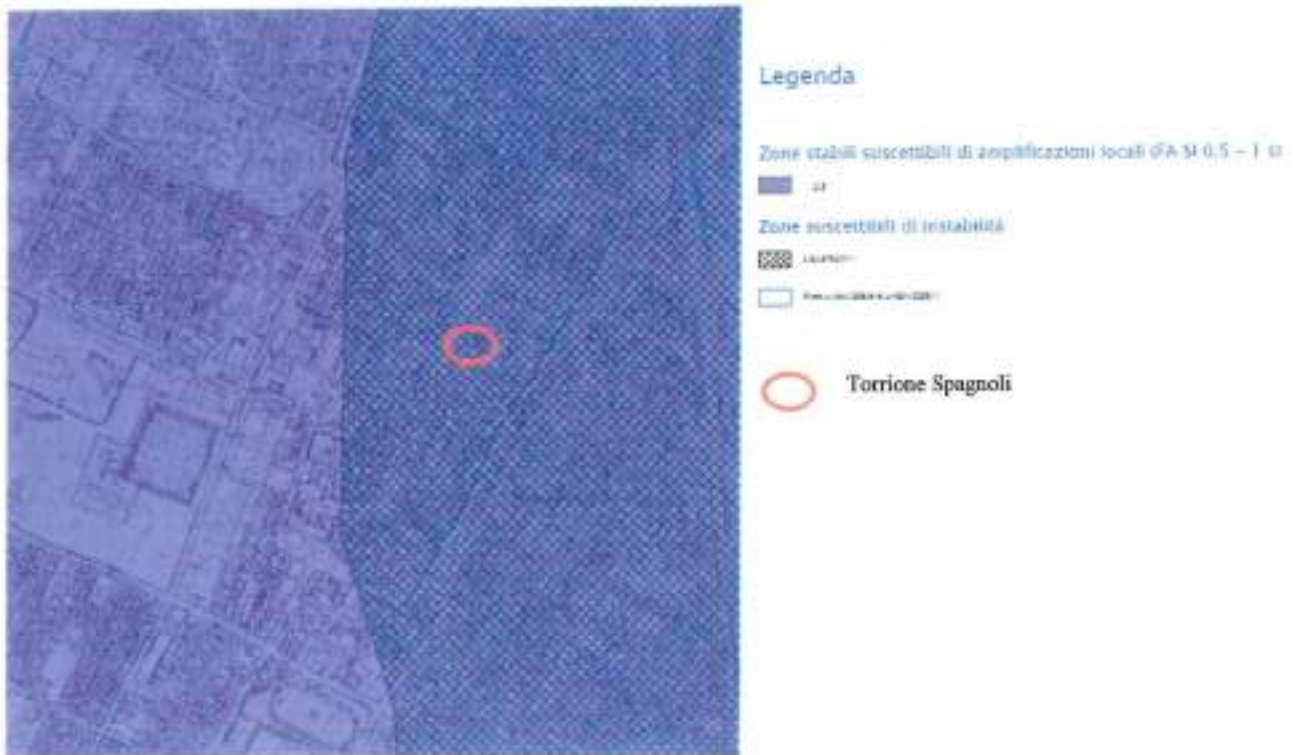 Legenda
Zone stabili suscettibili di amplificazioni locali (FA SI 0,5 - 1 s)
Zone suscettibili di instabilità
Torrione Spagnoli